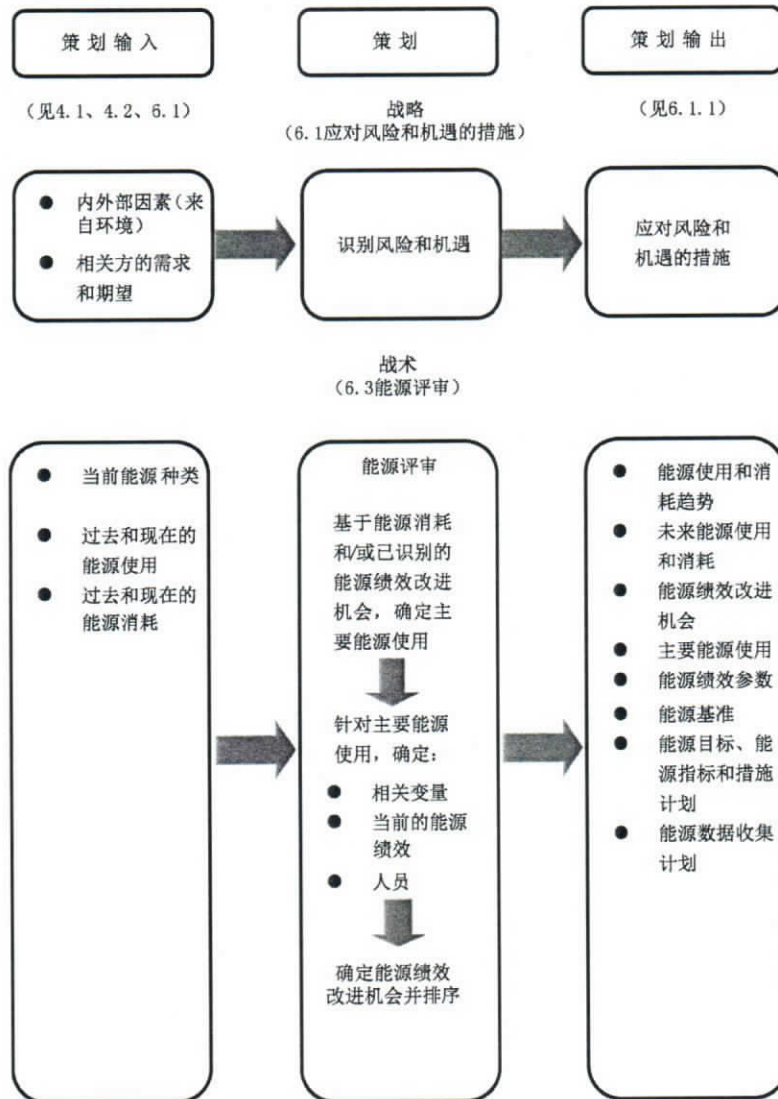 策划输入
策划
策划输出
（见4.1、4.2、6.1）
战略
（6.1应对风险和机遇的措施）
（见6.1.1）
● 内外部因素（来
自环境）
● 相关方的需求
和期望
识别风险和机遇
应对风险和
机遇的措施
战术
（6.3能源评审）
● 当前能源种类
● 过去和现在的
能源使用
● 过去和现在的
能源消耗
能源评审
基于能源消耗
和/或已识别的
能源绩效改进
机会，确定主
要能源使用
针对主要能源
使用，确定：
● 相关变量
● 当前的能源
绩效
● 人员
确定能源绩效
改进机会并排序
● 能源使用和消
耗趋势
● 未来能源使用
和消耗
● 能源绩效改进
机会
● 主要能源使用
● 能源绩效参数
● 能源基准
● 能源目标、能
源指标和措施
计划
● 能源数据收集
计划